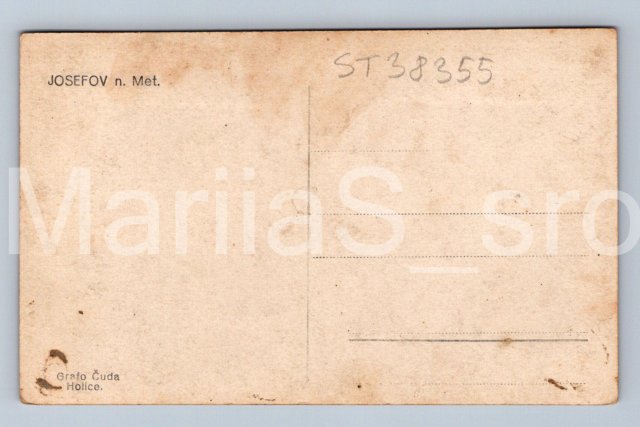 JOSEFOV n. Met.
ST38355
MariiaS_sro
Grafo Čuda
Holice.